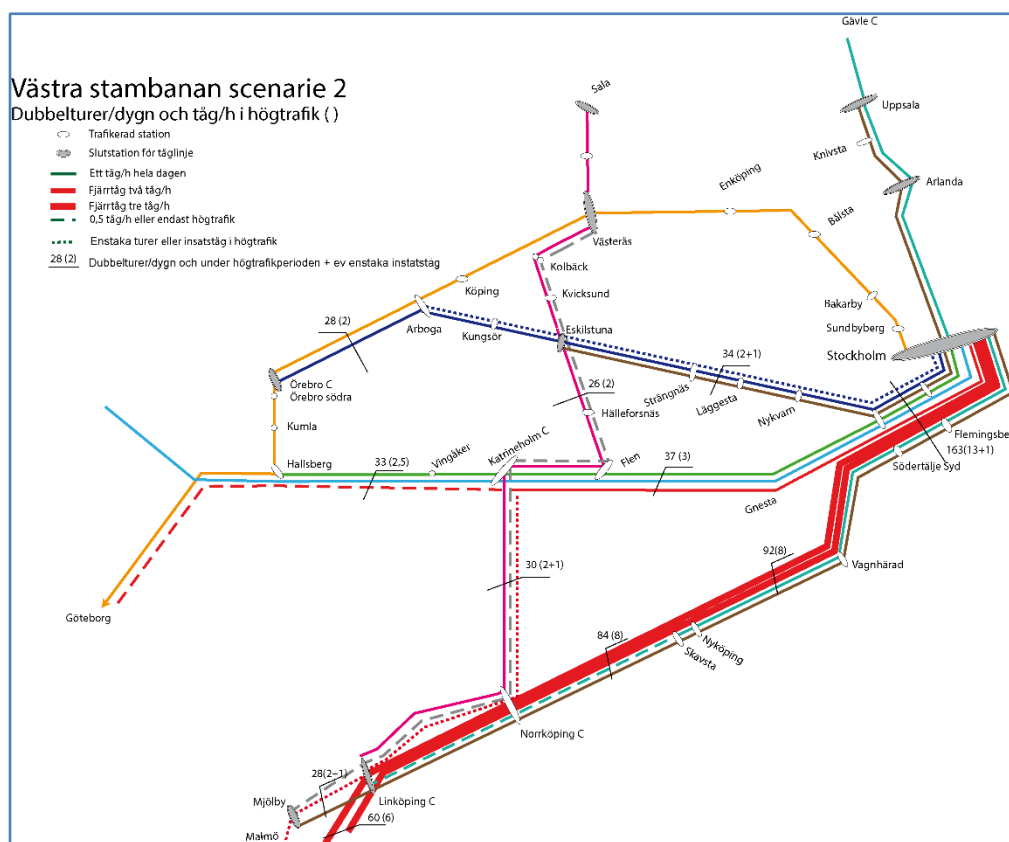 Gävle C
Västra stambanan scenarie 2
Dubbelturer/dygn och tåg/h i högtrafik ( )
Trafikerad station
Slutstation för tåglinje
Ett tåg/h hela dagen
Fjärrtåg två tåg/h
Fjärrtåg tre tåg/h
0,5 tåg/h eller endast högtrafik
Enstaka turer eller insatståg i högtrafik
28 (2) Dubbelturer/dygn och under högtrafikperioden + ev enstaka instatståg
Sala
Uppsala
Knivsta
Arlanda
Enköping
Bålsta
Västerås
Kolbäck
Köping
Kvicksund
Bakarby
Sundbyberg
Stockholm
28 (2)
Arboga
Kungsör
Eskilstuna
34 (2+1)
Strängnäs
Läggesta
Nykvarn
Örebro C
Örebro södra
26 (2)
Hälleforsnäs
Kumla
Flemingsbe
163(13+1)
Södertälje Syd
Hallsberg
33 (2,5)
Vingåker
Katrineholm C
Flen
37 (3)
Gnesta
30 (2+1)
92(8)
Vagnhärad
Göteborg
84 (8)
Nyköping
Skavsta
Norrköping C
28(2–1)
Mjölby
Linköping C
Malmö
60 (6)